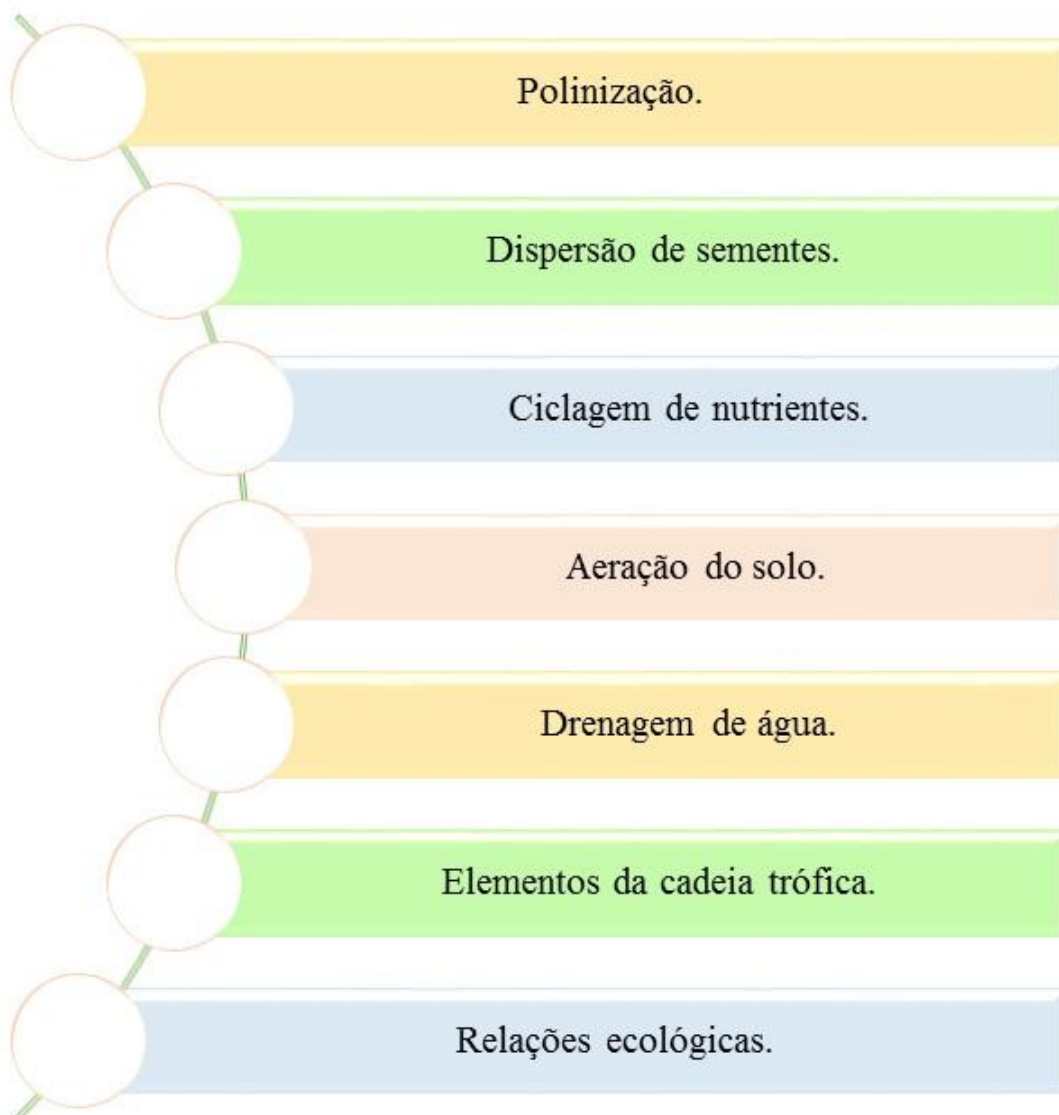 Polinização.
Dispersão de sementes.
Ciclagem de nutrientes.
Aeração do solo.
Drenagem de água.
Elementos da cadeia trófica.
Relações ecológicas.